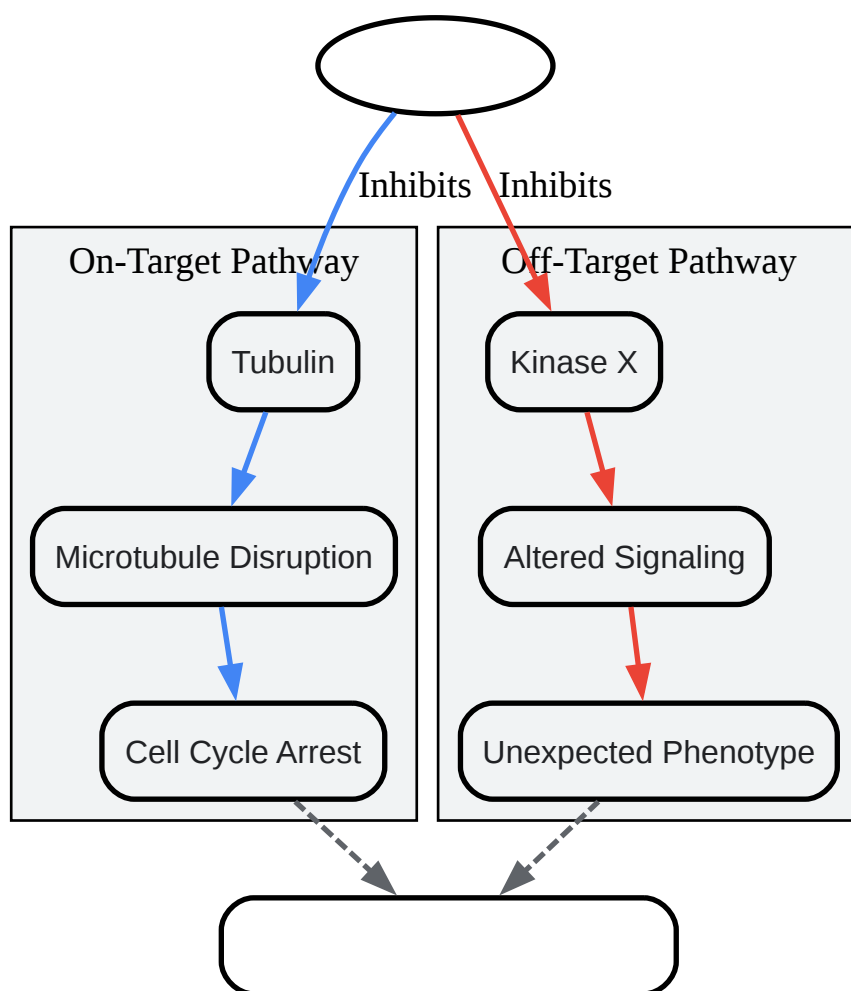 Inhibits
Inhibits
On-Target Pathway
Off-Target Pathway
Tubulin
Kinase X
Microtubule Disruption
Altered Signaling
Cell Cycle Arrest
Unexpected Phenotype